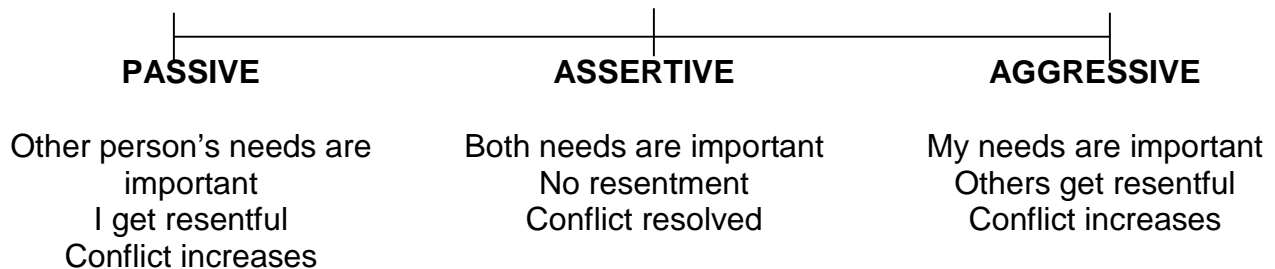 PASSIVE
Other person’s needs are
important
I get resentful
Conflict increases
ASSERTIVE
Both needs are important
No resentment
Conflict resolved
AGGRESSIVE
My needs are important
Others get resentful
Conflict increases